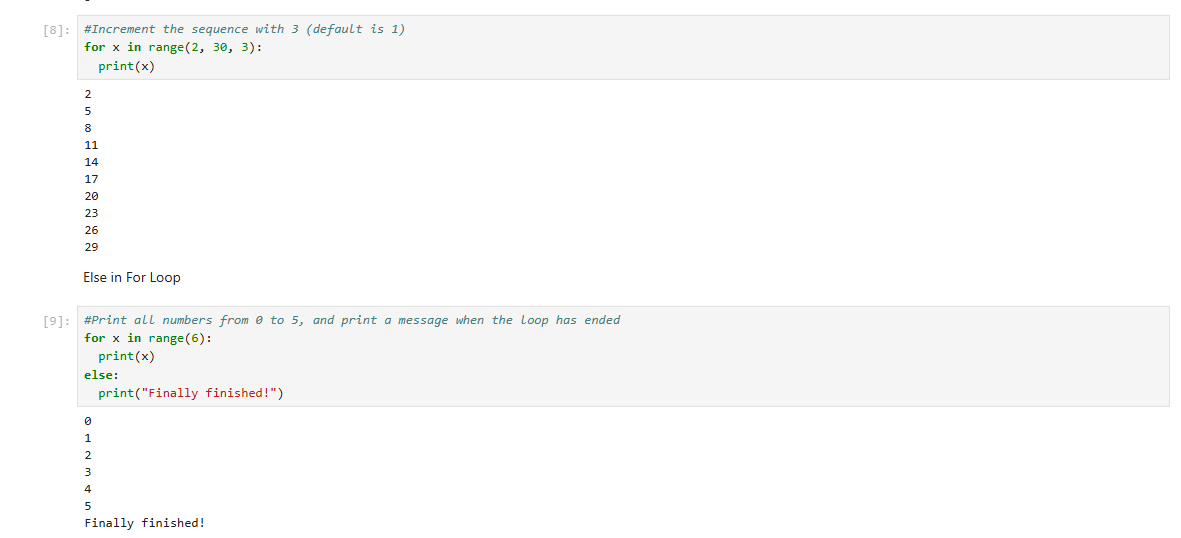 [8]: #Increment the sequence with 3 (default is 1)
for x in range(2, 30, 3):
  print(x)
2
5
8
11
14
17
20
23
26
29
Else in For Loop
[9]: #Print all numbers from 0 to 5, and print a message when the loop has ended
for x in range(6):
  print(x)
else:
  print("Finally finished!")
0
1
2
3
4
5
Finally finished!